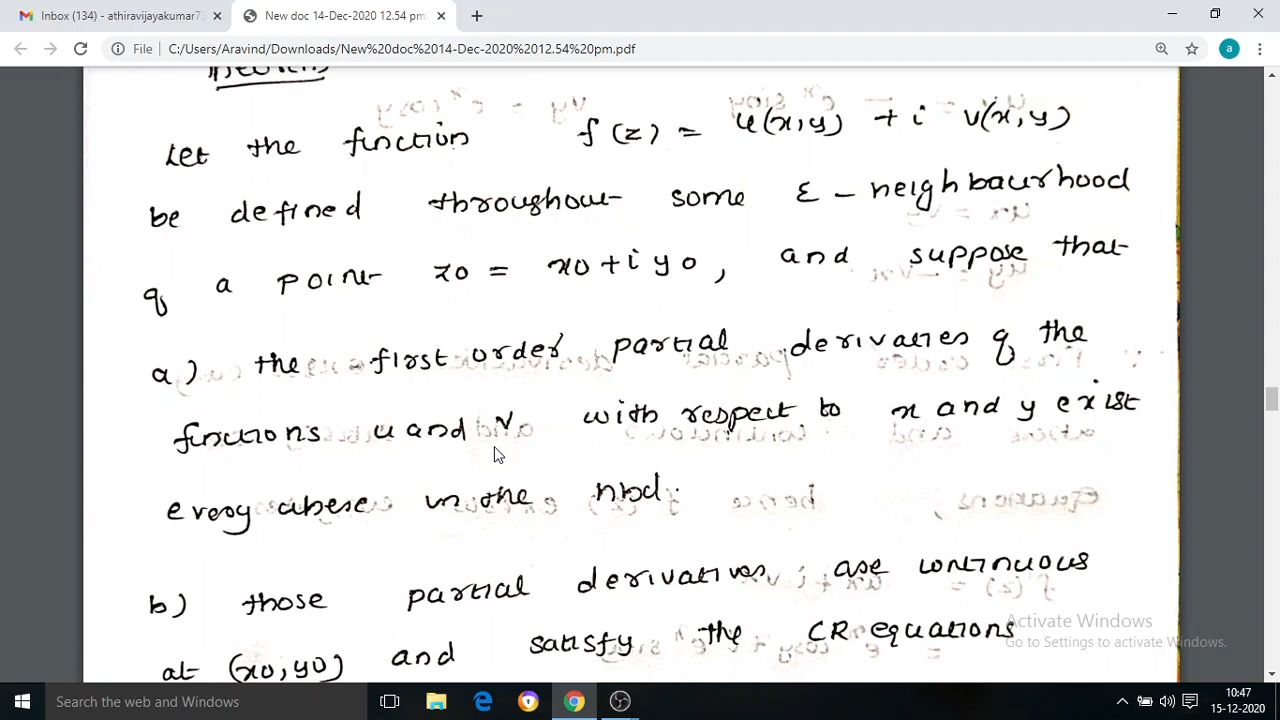 Inbox (134) - athiravijayakumar7
New doc 14-Dec-2020 12.54 pm.p
File
C:/Users/Aravind/Downloads/New%20doc%2014-Dec-2020%2012.54%20pm.pdf
a
Let the function f(z) = u(x,y) + i v(x,y)
be defined throughout some ε - neighbourhood
of a point z0 = x0 + i y0, and suppose that
a) the first order partial derivaties of the
functions u and v with respect to x and y exist
every where in the nbd.
b) those partial derivatives, are continuous
at (x0, y0) and satisfy the CR equations
Activate Windows
Go to Settings to activate Windows.
Search the web and Windows
10:47
15-12-2020